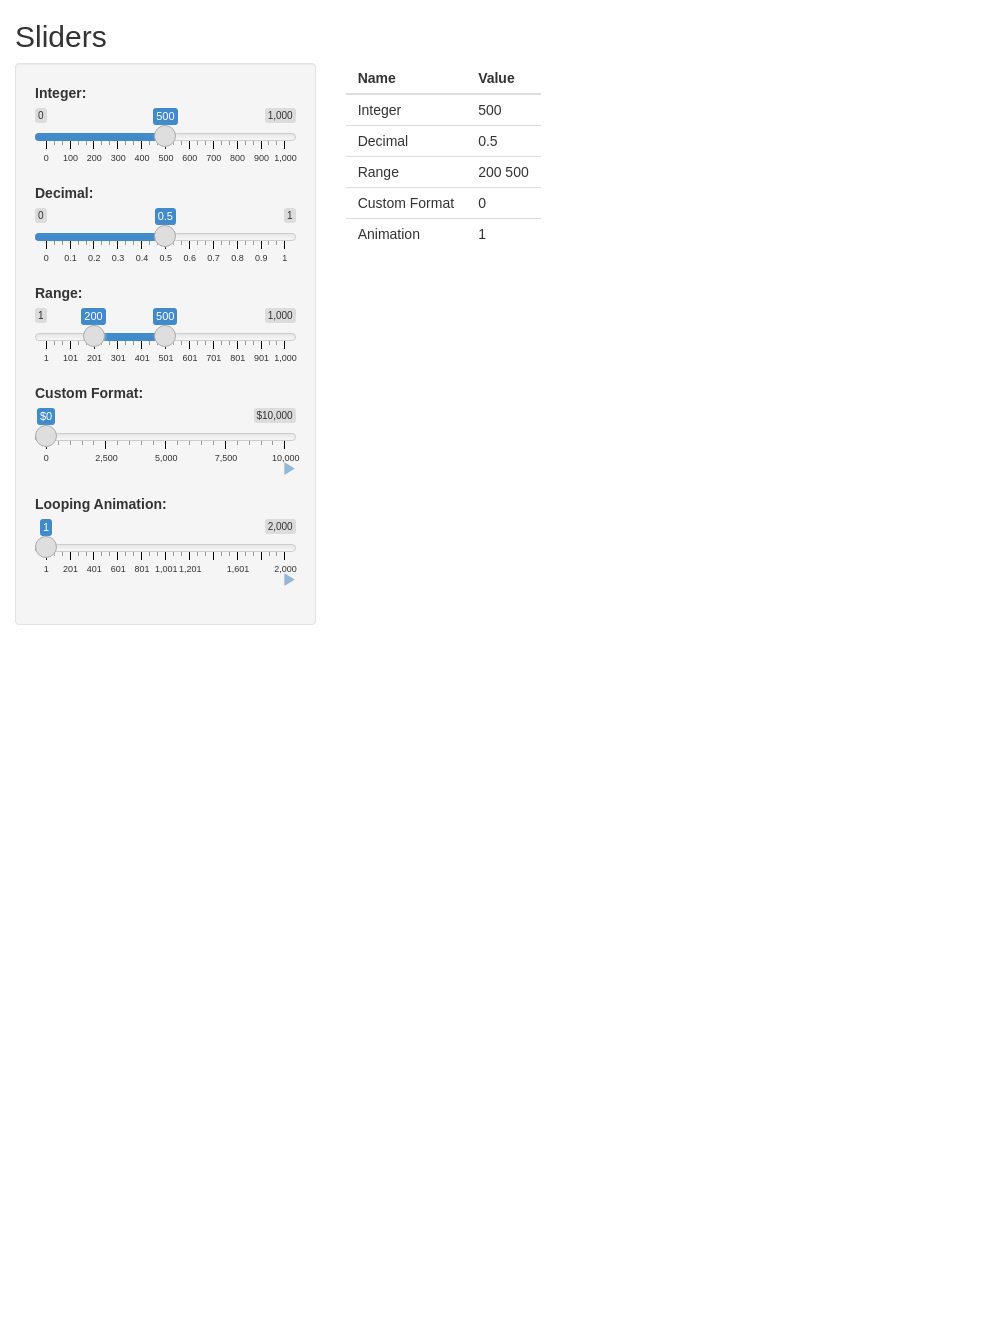 Sliders
Integer:
0 500 1,000
0 100 200 300 400 500 600 700 800 900 1,000
Decimal:
0 0.5 1
0 0.1 0.2 0.3 0.4 0.5 0.6 0.7 0.8 0.9 1
Range:
1 200 500 1,000
1 101 201 301 401 501 601 701 801 901 1,000
Custom Format:
$0 $10,000
0 2,500 5,000 7,500 10,000
Looping Animation:
1 2,000
1 201 401 601 801 1,001 1,201 1,601 2,000
Name Value
Integer 500
Decimal 0.5
Range 200 500
Custom Format 0
Animation 1